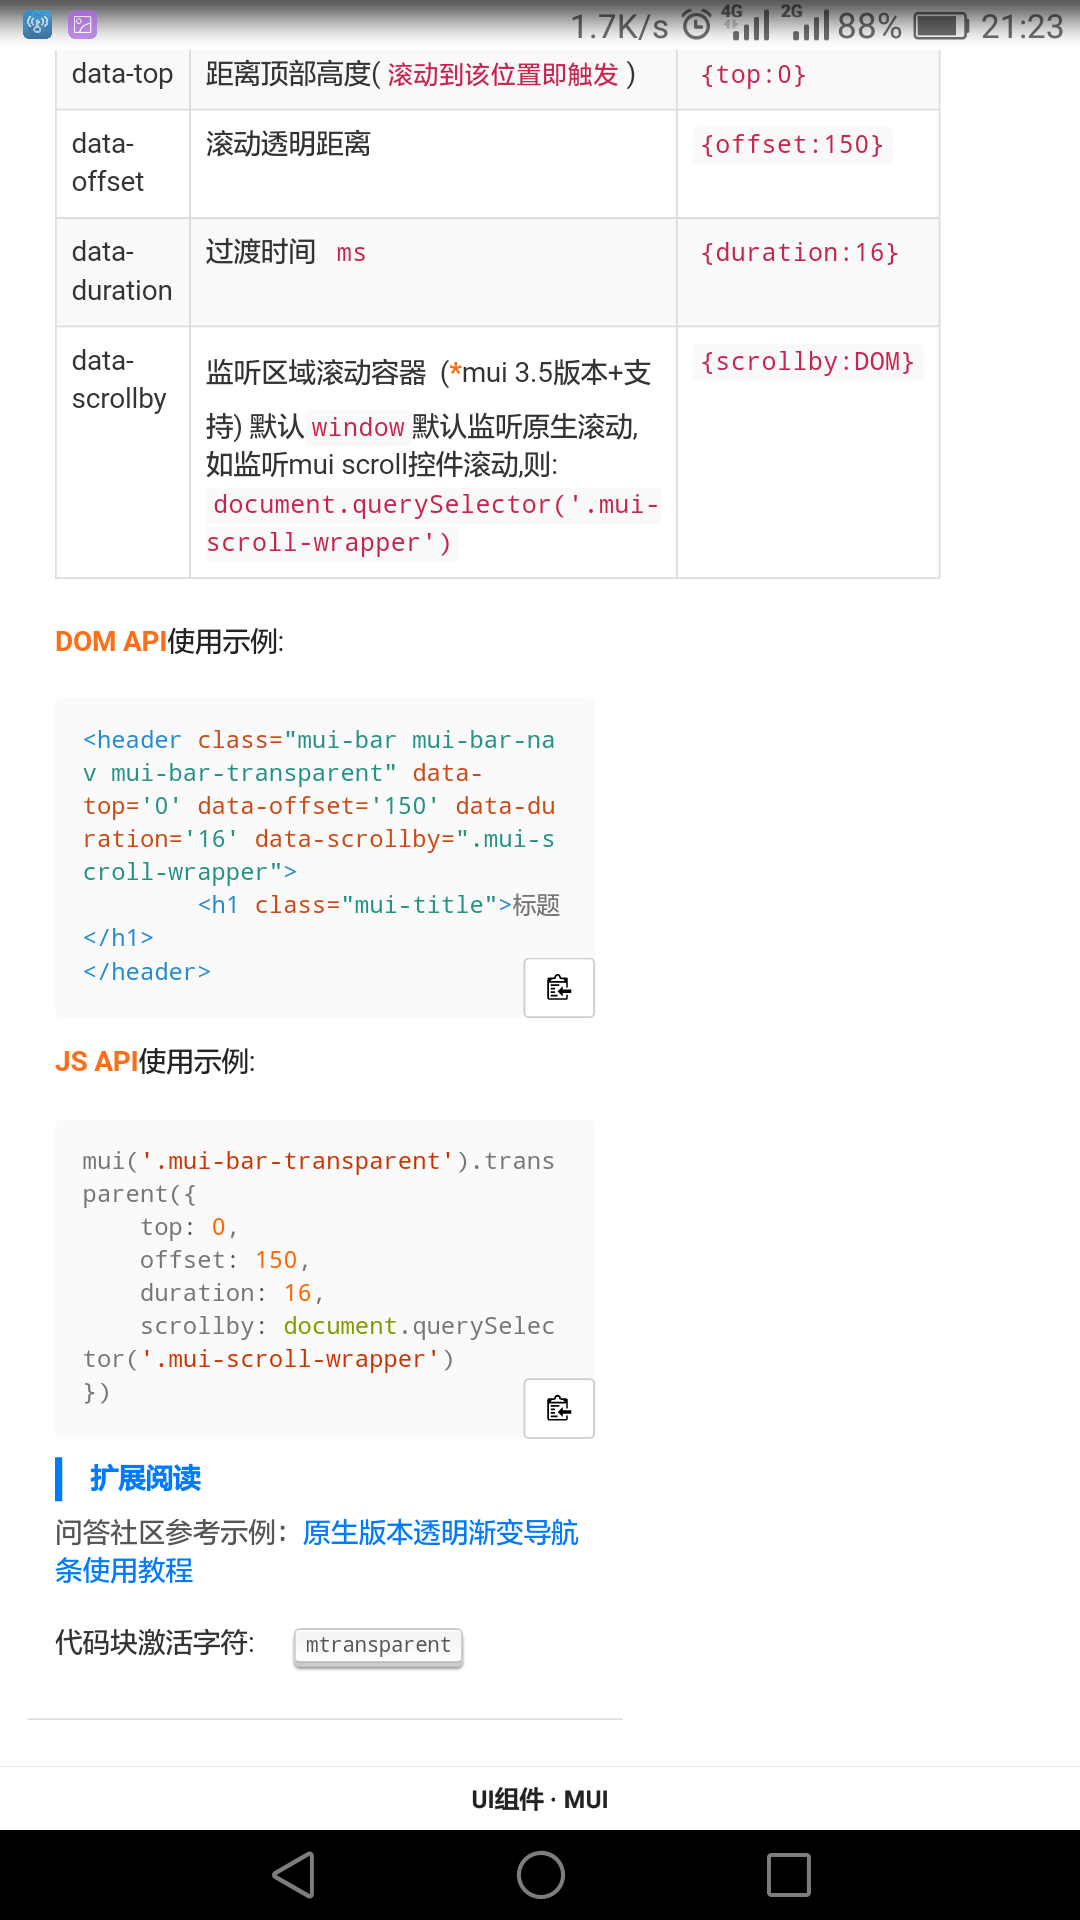 1.7K/s 4G 2G 88% 21:23
data-top 距离顶部高度( 滚动到该位置即触发 ) {top:0}
data- 滚动透明距离 {offset:150}
offset
data- 过渡时间 ms {duration:16}
duration
data- 监听区域滚动容器 (*mui 3.5版本+支 {scrollby:DOM}
scrollby 持) 默认 window 默认监听原生滚动,
如监听mui scroll控件滚动,则:
document.querySelector('.mui-
scroll-wrapper')
DOM API使用示例:
<header class="mui-bar mui-bar-na
v mui-bar-transparent" data-
top='0' data-offset='150' data-du
ration='16' data-scrollby=".mui-s
croll-wrapper">
<h1 class="mui-title">标题
</h1>
</header>
JS API使用示例:
mui('.mui-bar-transparent').trans
parent({
top: 0,
offset: 150,
duration: 16,
scrollby: document.querySelec
tor('.mui-scroll-wrapper')
})
扩展阅读
问答社区参考示例：原生版本透明渐变导航
条使用教程
代码块激活字符: mtransparent
UI组件 · MUI